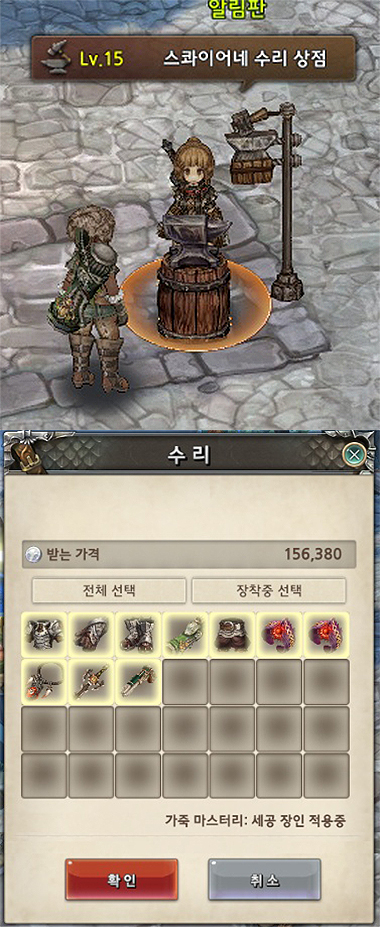 알림판
Lv.15 스콰이어네 수리 상점
수리
받는 가격 156,380
전체 선택 장착중 선택
가죽 마스터리: 세공 장인 적용중
확인 취소